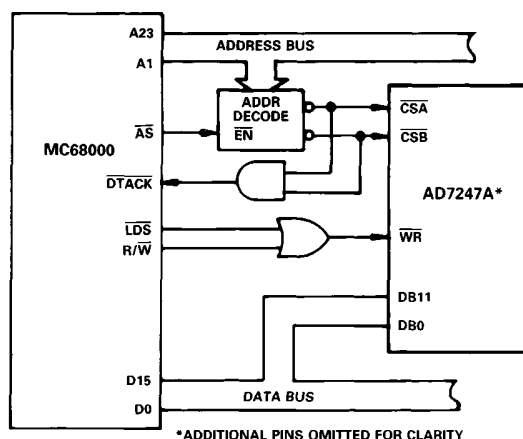 A23
ADDRESS BUS
A1
ADDR
DECODE
EN
CSA
AS
CSB
MC68000
DTACK
AD7247A*
LDS
R/W
WR
DB11
DB0
D15
DATA BUS
D0
*ADDITIONAL PINS OMITTED FOR CLARITY